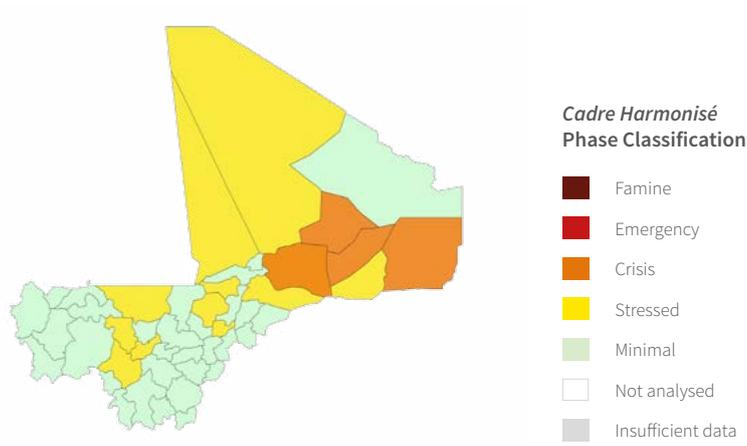 Cadre Harmonisé
Phase Classification
Famine
Emergency
Crisis
Stressed
Minimal
Not analysed
Insufficient data